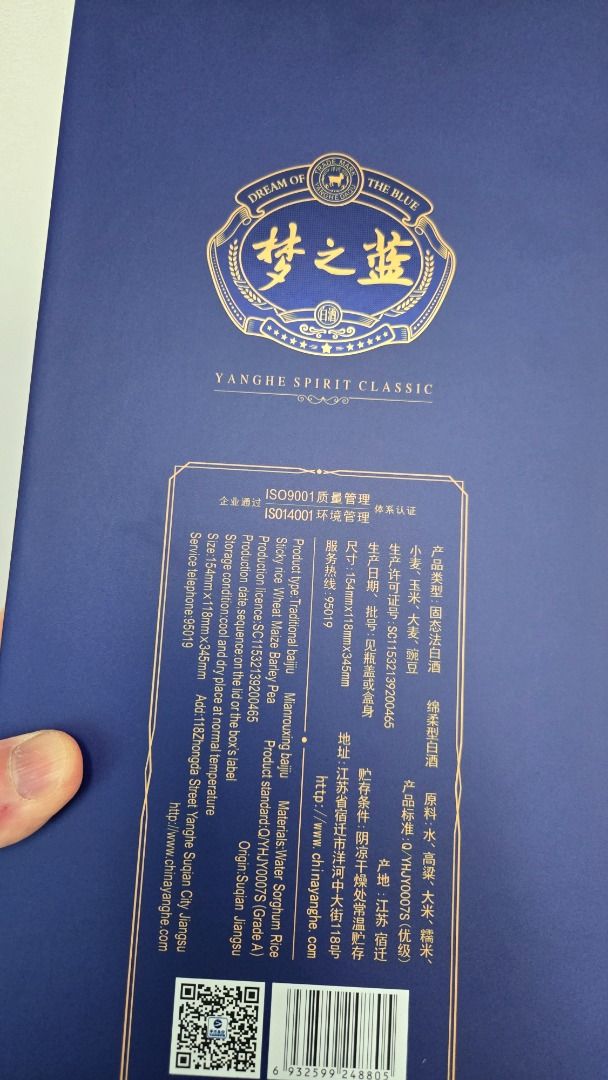 TRADE MARK
洋河
YANGHE DAQU
DREAM OF THE BLUE
梦之蓝
白酒
YANGHE SPIRIT CLASSIC
企业通过 ISO9001质量管理 体系认证
ISO14001环境管理
产品类型:固态法白酒 绵柔型白酒 原料:水、高粱、大米、糯米、
小麦、玉米、大麦、豌豆 产品标准:Q/YHJY0007S(优级)
生产许可证号:SC11532139200465 产地:江苏 宿迁
生产日期、批号:见瓶盖或盒身 贮存条件:阴凉干燥处常温贮存
尺寸:154mmx118mmx345mm 地址:江苏省宿迁市洋河中大街118号
服务热线:95019 http://www.chinayanghe.com
Product type:Traditional baijiu Mianrouxing baijiu Materials:Water Sorghum Rice
Sticky rice Wheat Maize Barley Pea Product standard:Q/YHJY0007S(Grade A)
Production licence:SC11532139200465 Origin:Suqian Jiangsu
Production date,sequence:on the lid or the box's label
Storage condition:cool and dry place at normal temperature
Size:154mmx118mmx345mm Add:118Zhongda Street Yanghe Suqian City Jiangsu
Service telephone:95019 http://www.chinayanghe.com
6 932599 248805